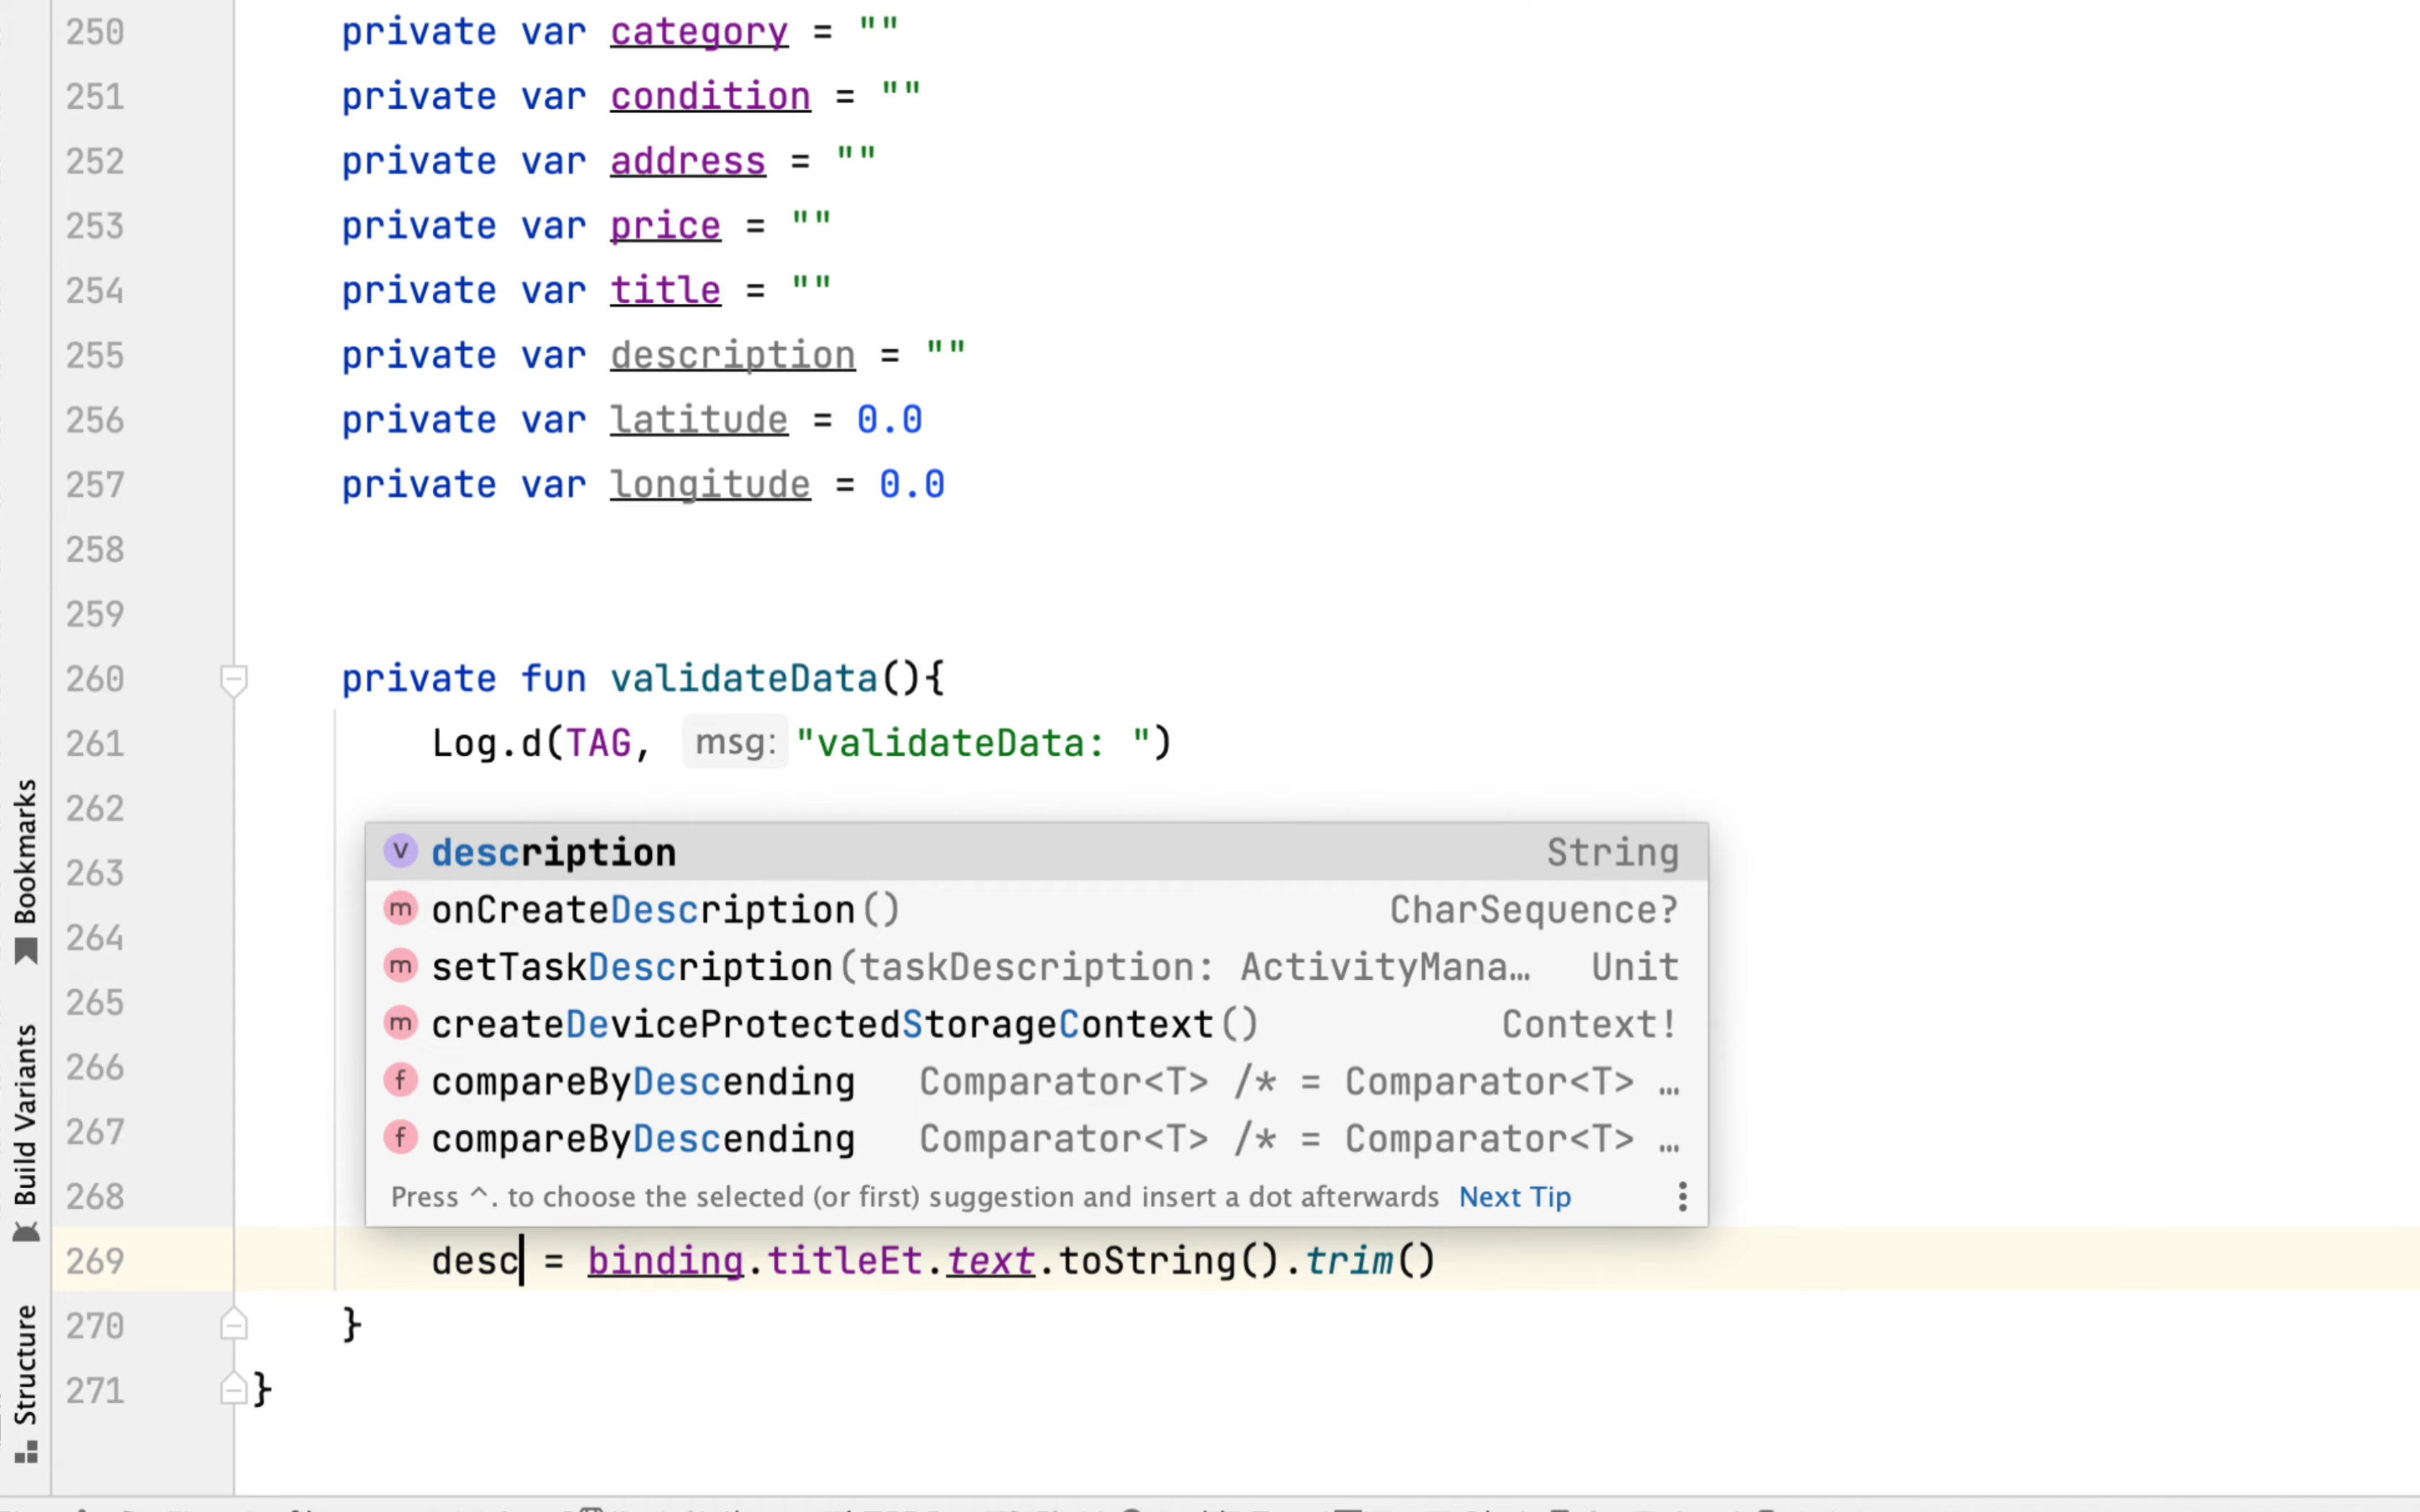 250 private var category = ""
251 private var condition = ""
252 private var address = ""
253 private var price = ""
254 private var title = ""
255 private var description = ""
256 private var latitude = 0.0
257 private var longitude = 0.0
258
259
260 private fun validateData(){
261 Log.d(TAG, msg: "validateData: ")
262
263
264
265
266
267
268
description String
onCreateDescription() CharSequence?
setTaskDescription(taskDescription: ActivityMana… Unit
createDeviceProtectedStorageContext() Context!
compareByDescending Comparator<T> /* = Comparator<T> …
compareByDescending Comparator<T> /* = Comparator<T> …
Press ^. to choose the selected (or first) suggestion and insert a dot afterwards Next Tip
269 desc = binding.titleEt.text.toString().trim()
270 }
271 }
Bookmarks
Build Variants
Structure